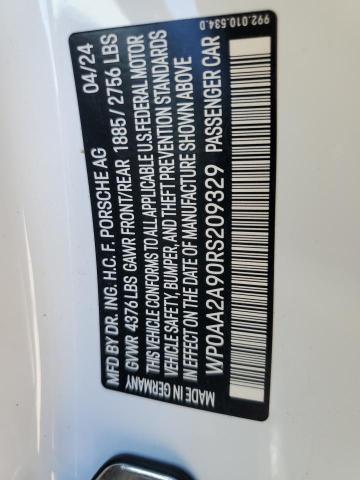 MFD BY DR. ING. H.C. F. PORSCHE AG 04/24
GVWR 4376 LBS GAWR FRONT/REAR 1885 / 2756 LBS
THIS VEHICLE CONFORMS TO ALL APPLICABLE U.S. FEDERAL MOTOR
VEHICLE SAFETY, BUMPER, AND THEFT PREVENTION STANDARDS
IN EFFECT ON THE DATE OF MANUFACTURE SHOWN ABOVE
WP0AA2A90RS209329 PASSENGER CAR
MADE IN GERMANY
992.010.534.D